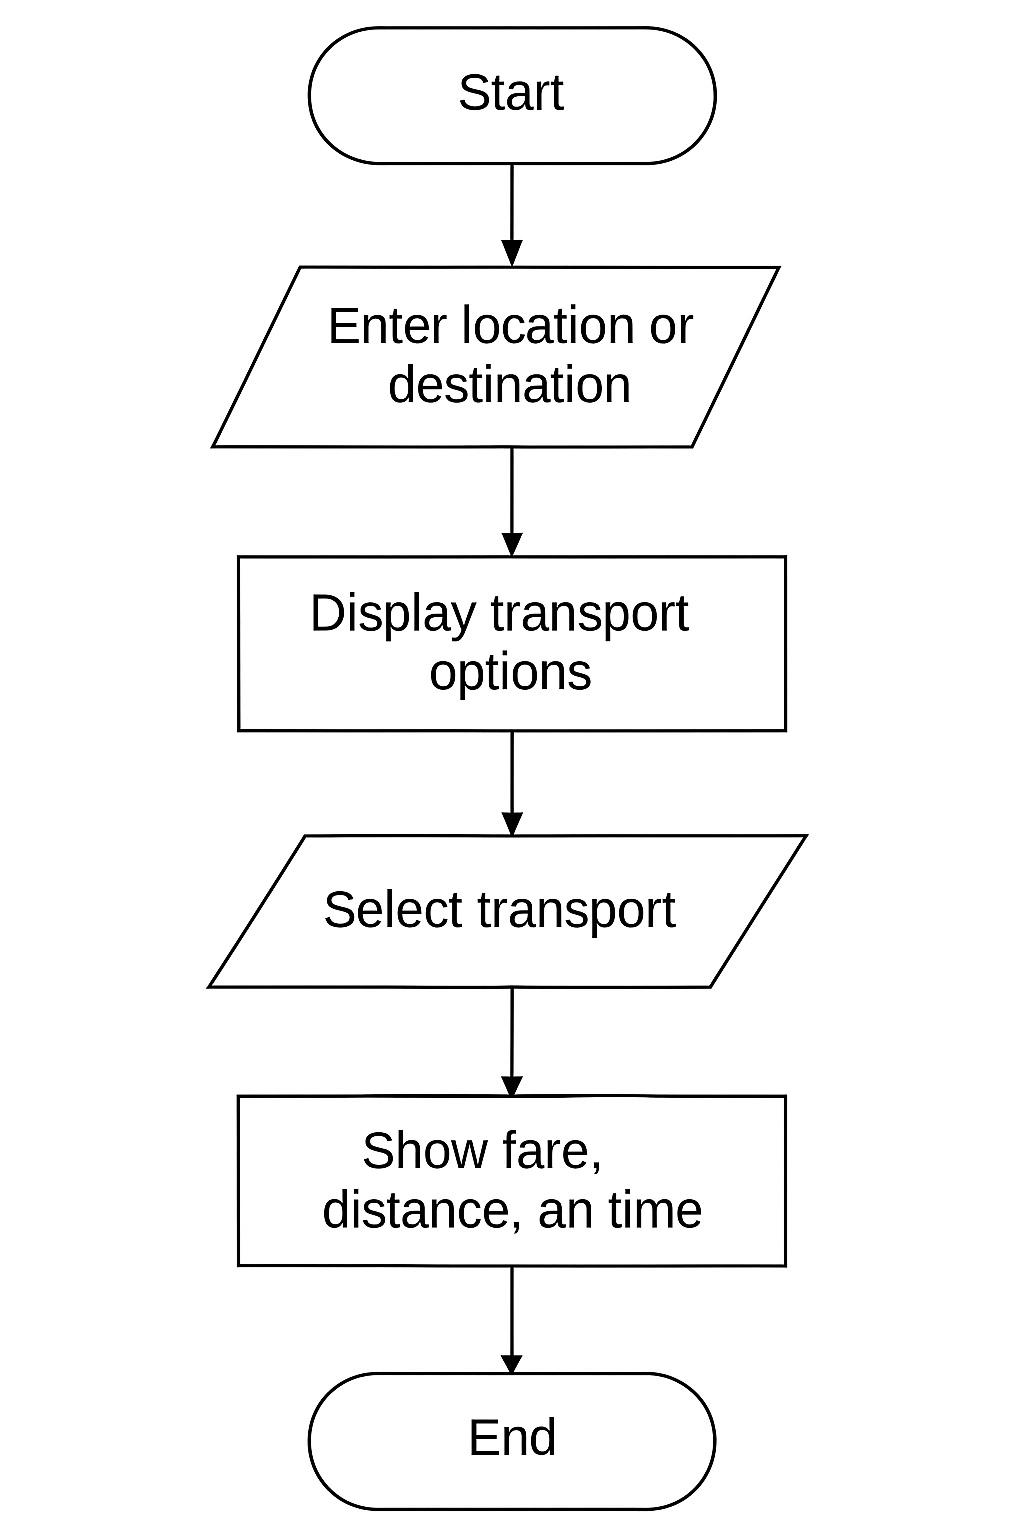 Start
Enter location or
destination
Display transport
options
Select transport
Show fare,
distance, an time
End